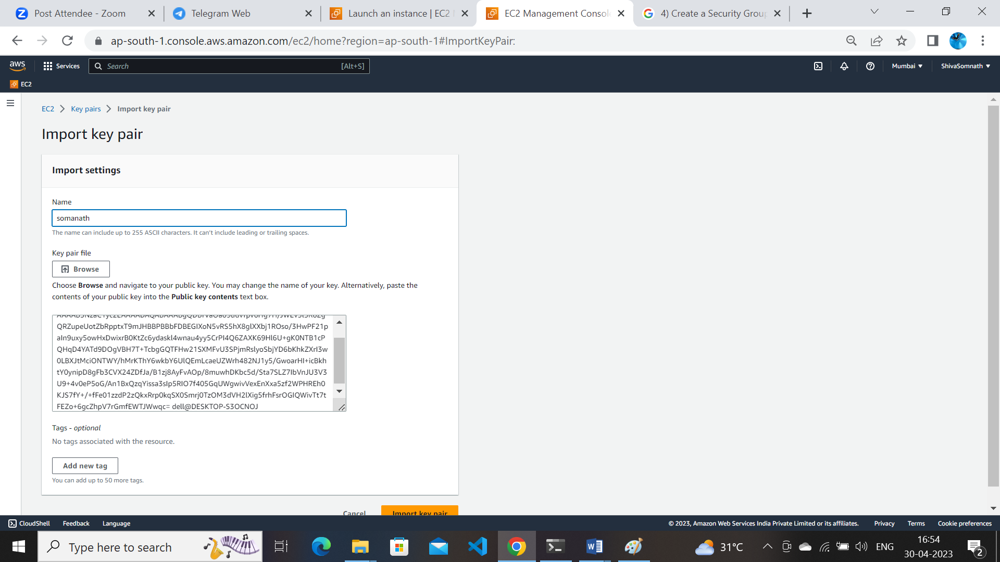 Post Attendee - Zoom
Telegram Web
Launch an instance | EC2
EC2 Management Consol
4) Create a Security Grou
ap-south-1.console.aws.amazon.com/ec2/home?region=ap-south-1#ImportKeyPair:
aws
Services
Search
[Alt+S]
Mumbai
ShivaSomnath
EC2
EC2
Key pairs
Import key pair
Import key pair
Import settings
Name
somanath
The name can include up to 255 ASCII characters. It can't include leading or trailing spaces.
Key pair file
Browse
Choose Browse and navigate to your public key. You may change the name of your key. Alternatively, paste the
contents of your public key into the Public key contents text box.
QRZupeUotZbRpptxT9mJHBBPBBbFDBEGIXoN5vRS5hX8glXXbj1ROso/3HwPF21p
aIn9uxy5owHxDwixrB0KtZc6ydaskl4wnau4yy5CrPI4Q6ZAXK69Hl6U+gK0NTB1cP
QHqD4YATd9DOgVBH7T+TcbgGQTFHw21SXMFvU3SPjmRslyoSbjYD6bKhkZXrI3w
0LBXJtMciONTWY/hMrKThY6wkbY6UlQEmLcaeUZWrh482NJ1y5/GwoarHI+icBkh
tY0ynipD8gFb3CVX24ZDfJa/B1zj8AyFvAOp/8muwhDKbc5d/Sta7SLZ7IbVnJU3V3
U9+4v0eP5oG/An1BxQzqYissa3sIp5RIO7f405GqUWgwivVexEnXxa5zf2WPHREh0
KJS7fY+/+fFe01zzdP2zQkxRrp0kqSX0Smrj0TzOM3dVH2lXig5frhFsrOGIQWivTt7t
FEZo+6gcZhpV7rGmfEWTJWwqc= dell@DESKTOP-S3OCNOJ
Tags - optional
No tags associated with the resource.
Add new tag
You can add up to 50 more tags.
Cancel
Import key pair
CloudShell
Feedback
Language
© 2023, Amazon Web Services India Private Limited or its affiliates.
Privacy
Terms
Cookie preferences
Type here to search
31°C
ENG
16:54
30-04-2023
2